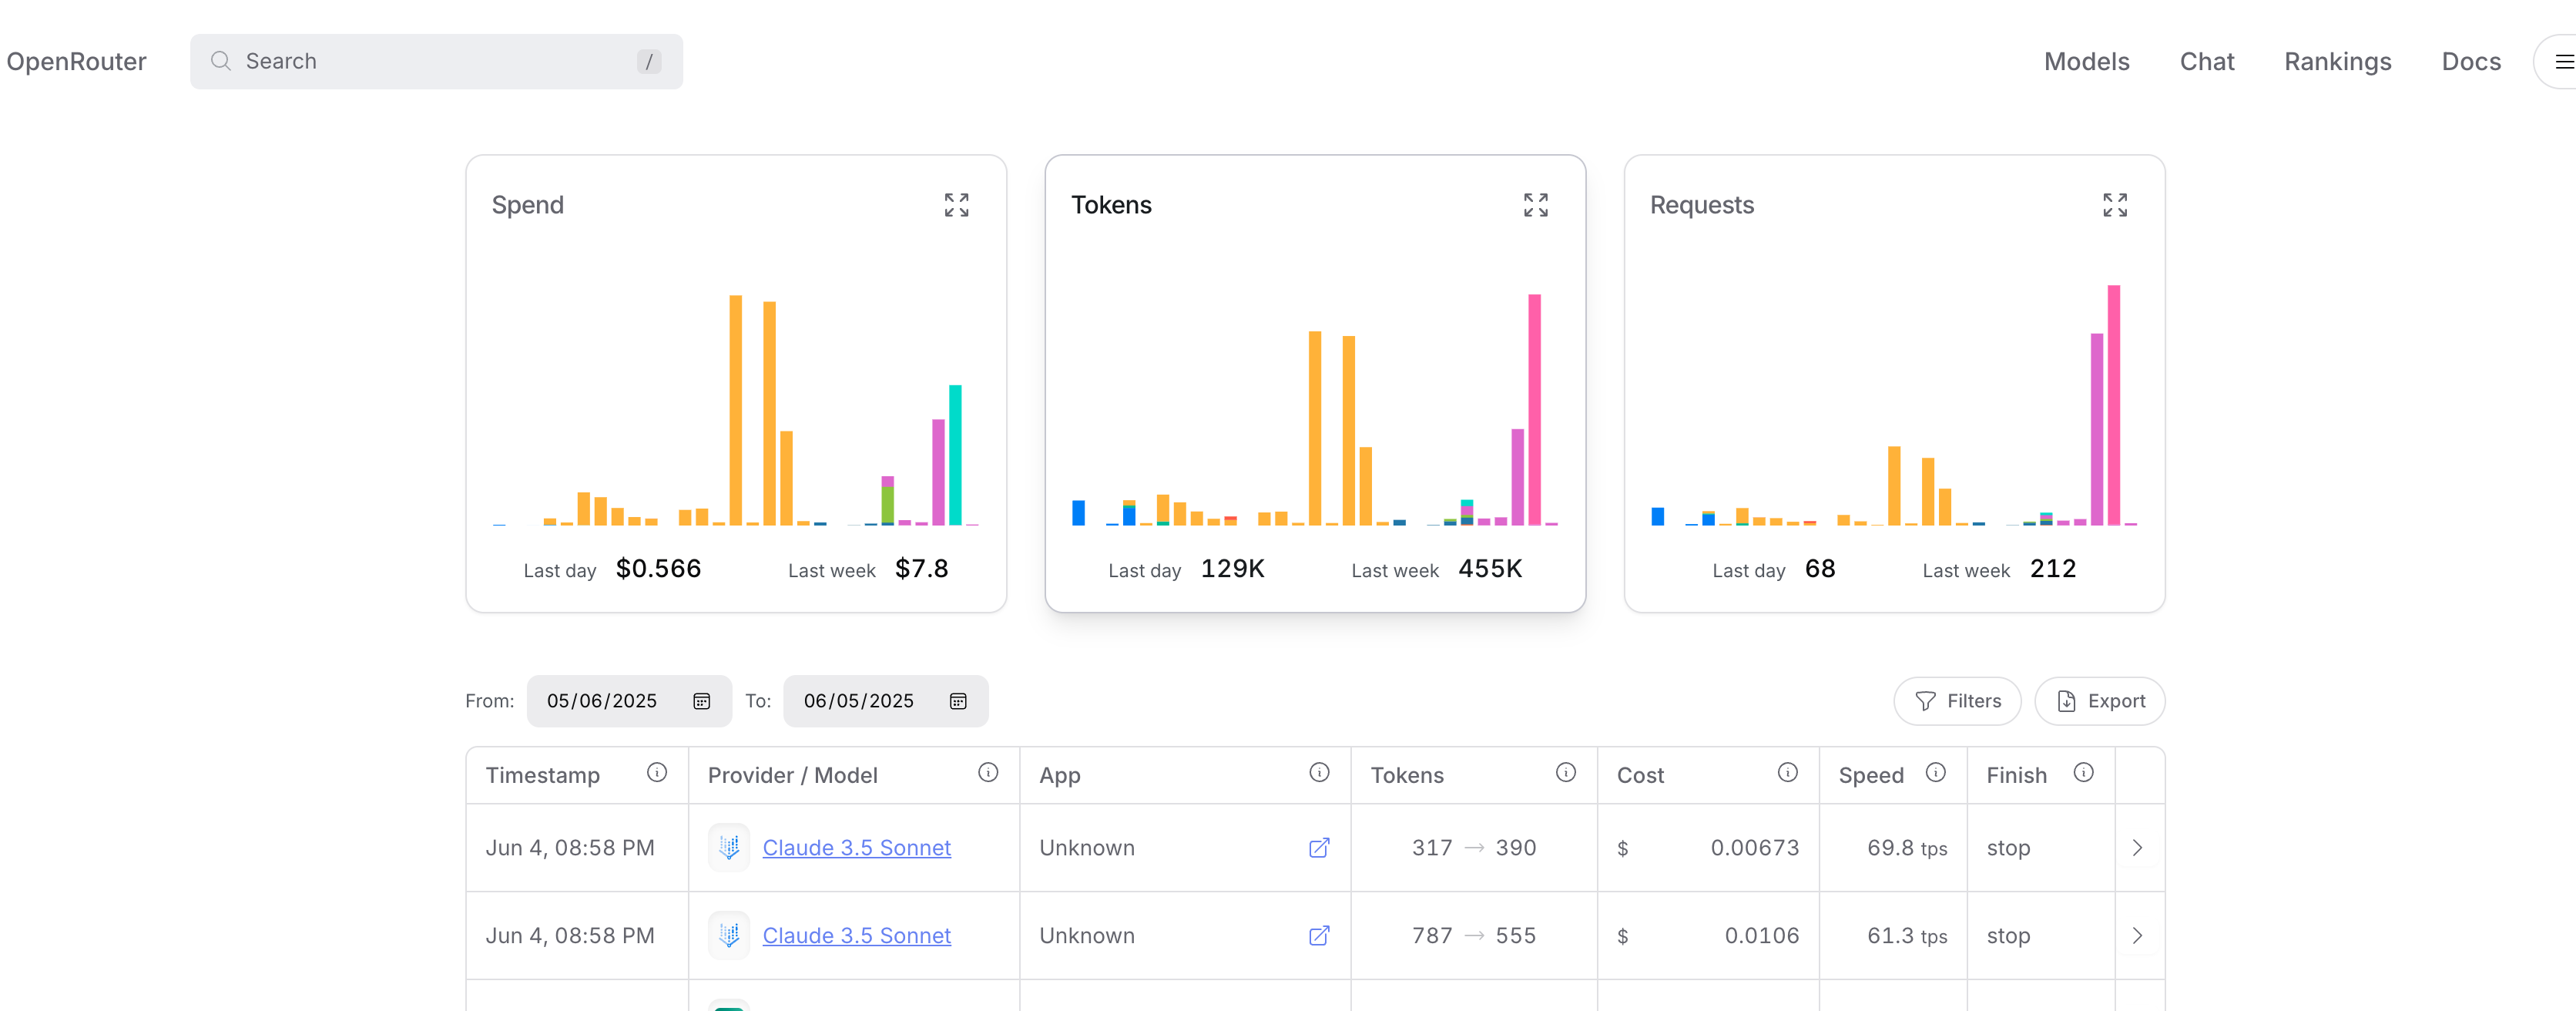 OpenRouter Search / Models Chat Rankings Docs
Spend
Last day $0.566 Last week $7.8
Tokens
Last day 129K Last week 455K
Requests
Last day 68 Last week 212
From: 05/06/2025 To: 06/05/2025 Filters Export
Timestamp Provider / Model App Tokens Cost Speed Finish
Jun 4, 08:58 PM Claude 3.5 Sonnet Unknown 317 → 390 $ 0.00673 69.8 tps stop
Jun 4, 08:58 PM Claude 3.5 Sonnet Unknown 787 → 555 $ 0.0106 61.3 tps stop